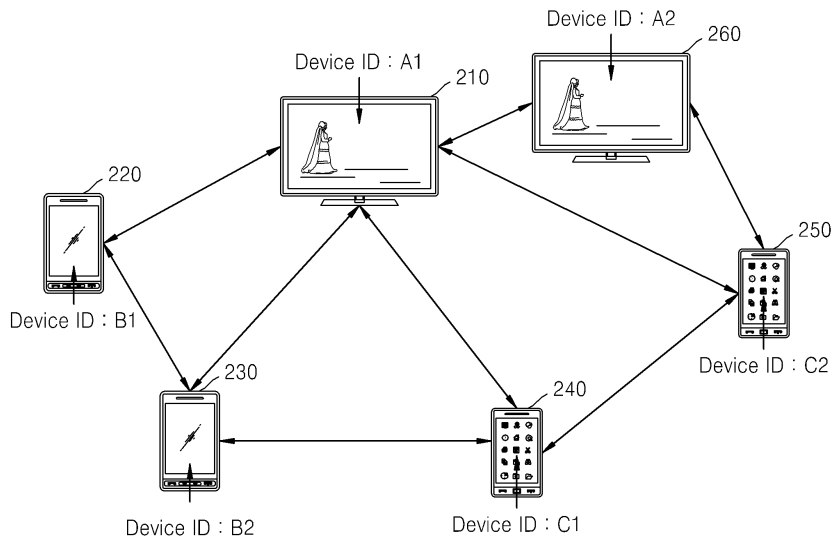 Device ID : A2
260
Device ID : A1
210
220
250
Device ID : B1
230
240
Device ID : C2
Device ID : B2
Device ID : C1